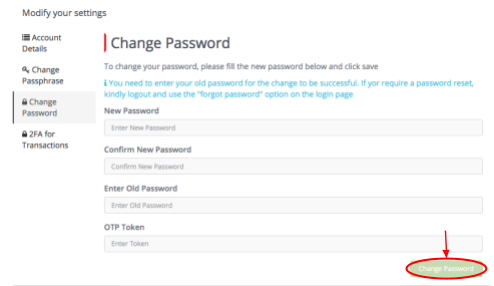 Modify your settings
Account
Details
Change
Passphrase
Change
Password
2FA for
Transactions
Change Password
To change your password, please fill the new password below and click save
You need to enter your old password for the change to be successful. If yor require a password reset,
kindly logout and use the "forgot password" option on the login page
New Password
Enter New Password
Confirm New Password
Confirm New Password
Enter Old Password
Enter Old Password
OTP Token
Enter Token
Change Password